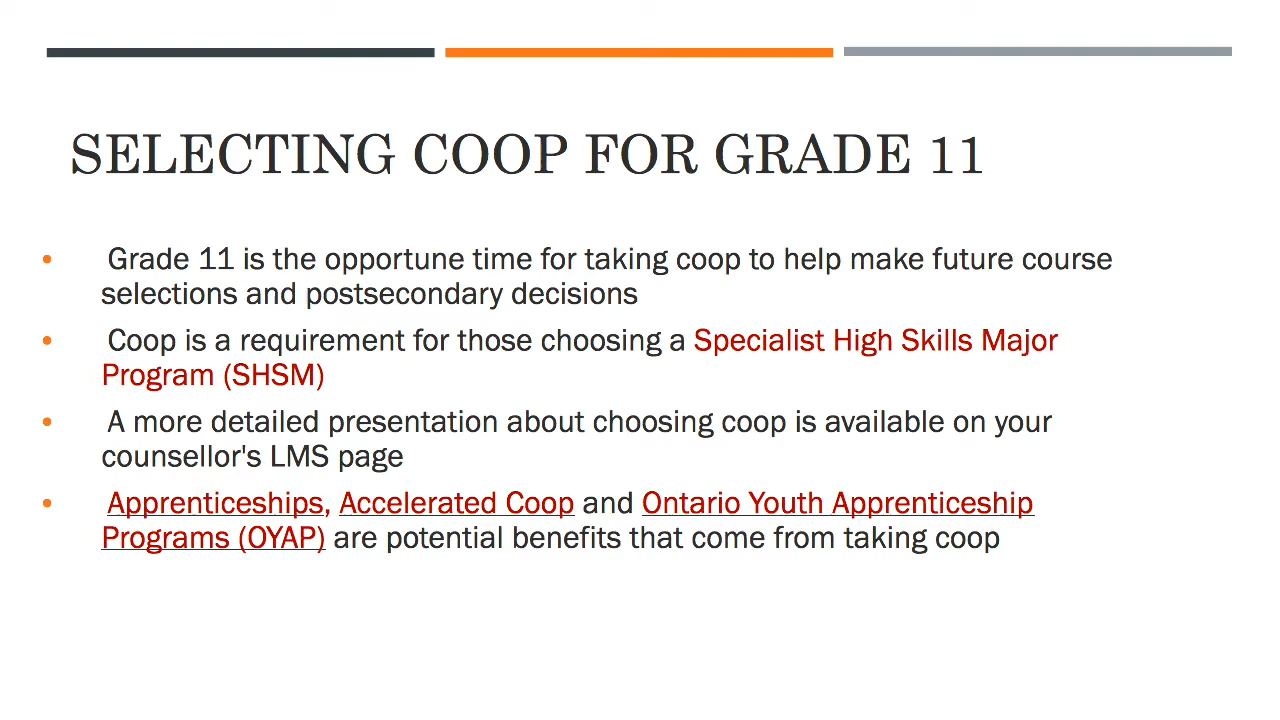 SELECTING COOP FOR GRADE 11
• Grade 11 is the opportune time for taking coop to help make future course
selections and postsecondary decisions
• Coop is a requirement for those choosing a Specialist High Skills Major
Program (SHSM)
• A more detailed presentation about choosing coop is available on your
counsellor's LMS page
• Apprenticeships, Accelerated Coop and Ontario Youth Apprenticeship
Programs (OYAP) are potential benefits that come from taking coop